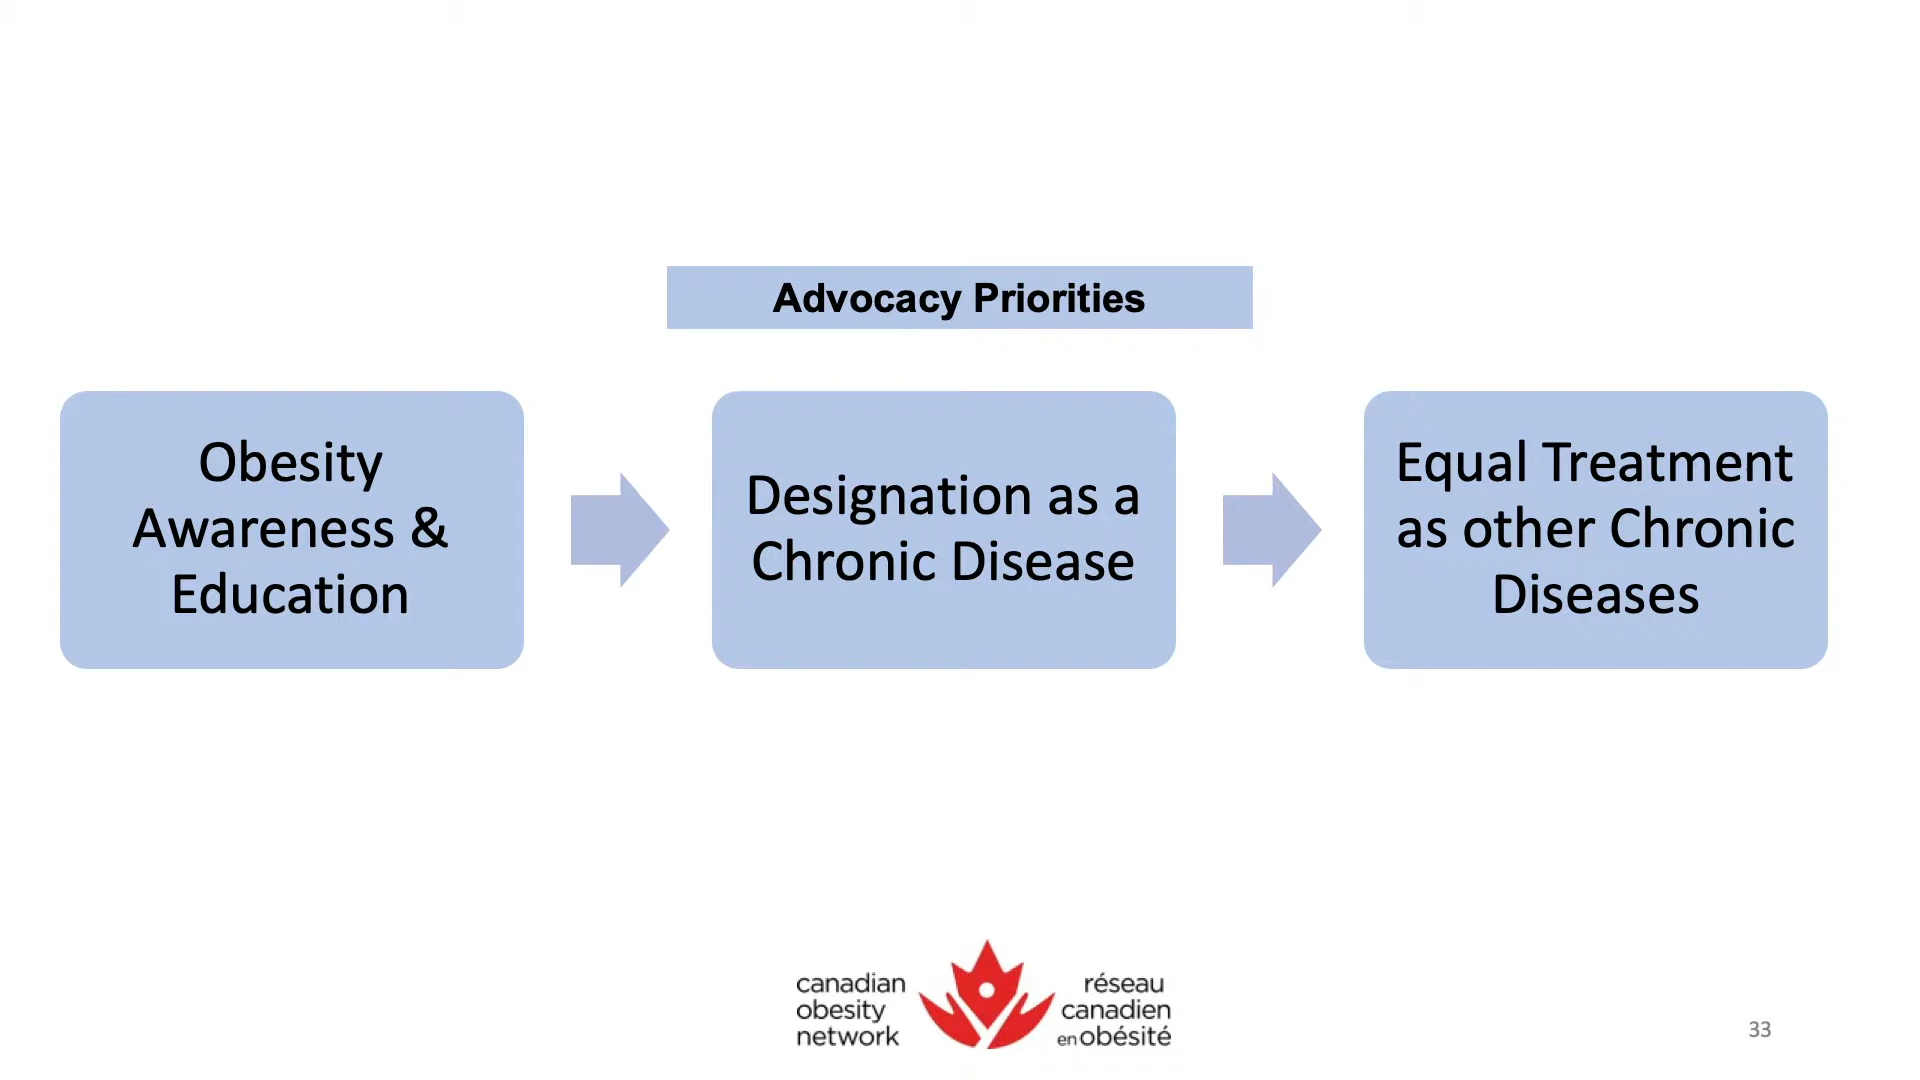 Advocacy Priorities
Obesity
Awareness &
Education
Designation as a
Chronic Disease
Equal Treatment
as other Chronic
Diseases
canadian
obesity
network
réseau
canadien
en obésité
33